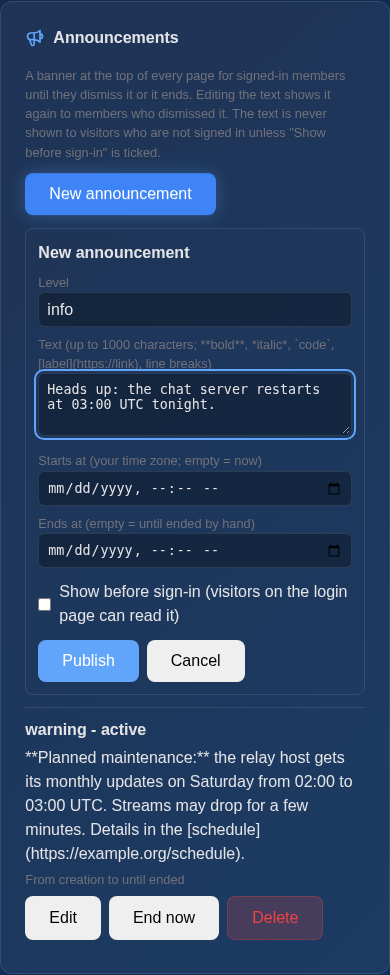 Announcements
A banner at the top of every page for signed-in members
until they dismiss it or it ends. Editing the text shows it
again to members who dismissed it. The text is never
shown to visitors who are not signed in unless "Show
before sign-in" is ticked.
New announcement
New announcement
Level
info
Text (up to 1000 characters; **bold**, *italic*, `code`,
[label](https://link), line breaks)
Heads up: the chat server restarts
at 03:00 UTC tonight.
Starts at (your time zone; empty = now)
mm/dd/yyyy, --:-- --
Ends at (empty = until ended by hand)
mm/dd/yyyy, --:-- --
Show before sign-in (visitors on the login
page can read it)
Publish Cancel
warning - active
**Planned maintenance:** the relay host gets
its monthly updates on Saturday from 02:00 to
03:00 UTC. Streams may drop for a few
minutes. Details in the [schedule]
(https://example.org/schedule).
From creation to until ended
Edit End now Delete